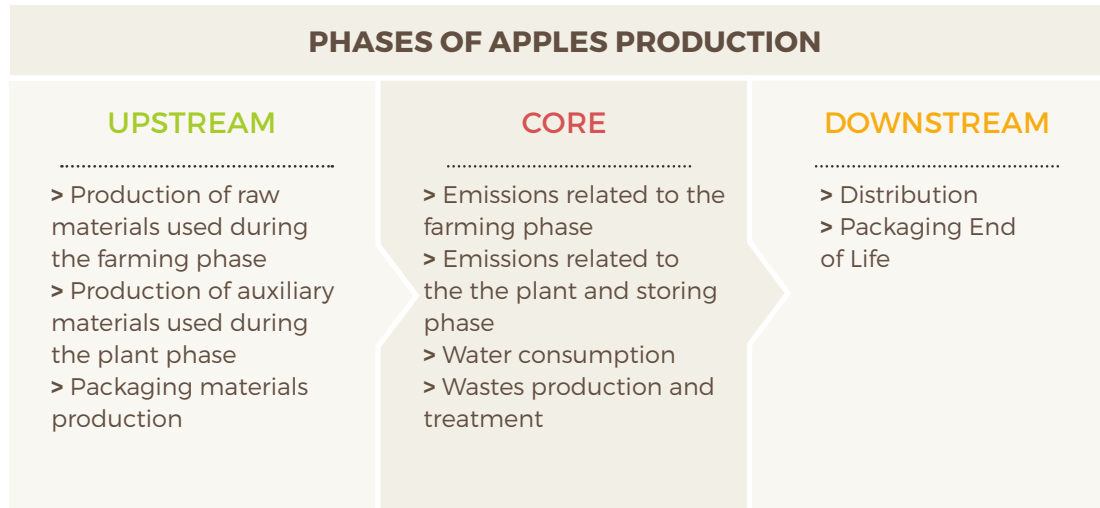 PHASES OF APPLES PRODUCTION
UPSTREAM
> Production of raw
materials used during
the farming phase
> Production of auxiliary
materials used during
the plant phase
> Packaging materials
production
CORE
> Emissions related to the
farming phase
> Emissions related to
the the plant and storing
phase
> Water consumption
> Wastes production and
treatment
DOWNSTREAM
> Distribution
> Packaging End
of Life